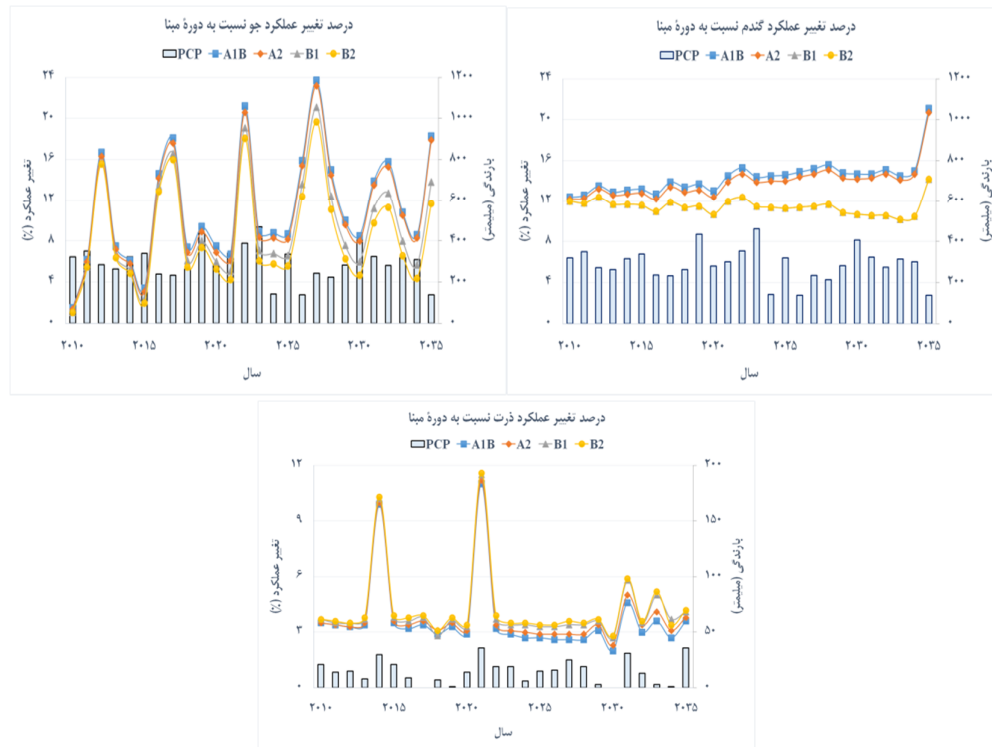 درصد تغییر عملکرد جو نسبت به دورۀ مبنا
PCP A1B A2 B1 B2
تغییر عملکرد (%)
۲۴
۲۰
۱۶
۱۲
۸
۴
۰
بارندگی (میلیمتر)
۱۲۰۰
۱۰۰۰
۸۰۰
۶۰۰
۴۰۰
۲۰۰
۰
۲۰۱۰ ۲۰۱۵ ۲۰۲۰ ۲۰۲۵ ۲۰۳۰ ۲۰۳۵
سال
درصد تغییر عملکرد گندم نسبت به دورۀ مبنا
PCP A1B A2 B1 B2
تغییر عملکرد (%)
۲۴
۲۰
۱۶
۱۲
۸
۴
۰
بارندگی (میلیمتر)
۱۲۰۰
۱۰۰۰
۸۰۰
۶۰۰
۴۰۰
۲۰۰
۰
۲۰۱۰ ۲۰۱۵ ۲۰۲۰ ۲۰۲۵ ۲۰۳۰ ۲۰۳۵
سال
درصد تغییر عملکرد ذرت نسبت به دورۀ مبنا
PCP A1B A2 B1 B2
تغییر عملکرد (%)
۱۲
۹
۶
۳
۰
بارندگی (میلیمتر)
۲۰۰
۱۵۰
۱۰۰
۵۰
۰
۲۰۱۰ ۲۰۱۵ ۲۰۲۰ ۲۰۲۵ ۲۰۳۰ ۲۰۳۵
سال